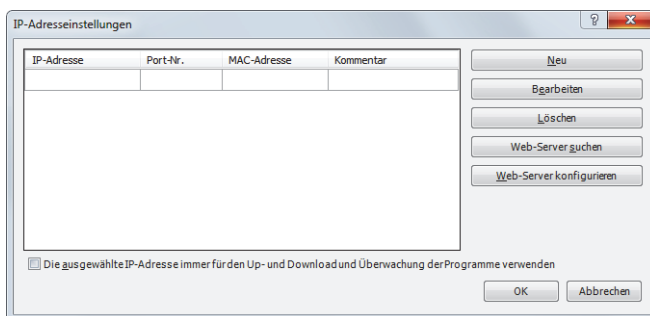 IP-Adresseinstellungen
IP-Adresse Port-Nr. MAC-Adresse Kommentar
Neu
Bearbeiten
Löschen
Web-Server suchen
Web-Server konfigurieren
Die ausgewählte IP-Adresse immer für den Up- und Download und Überwachung der Programme verwenden
OK Abbrechen